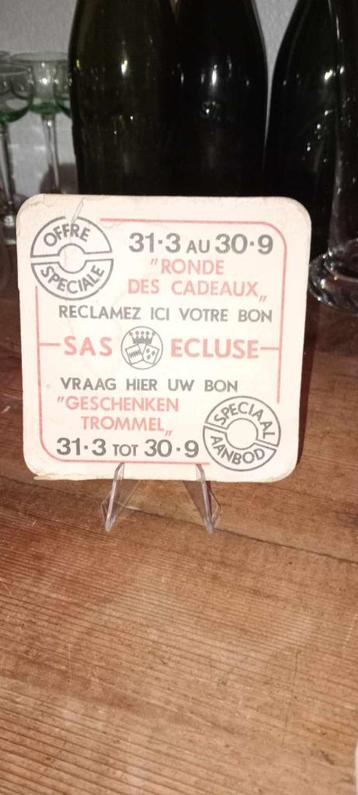 OFFRE SPECIALE
31·3 AU 30·9
"RONDE
DES CADEAUX„
RECLAMEZ ICI VOTRE BON
SAS ECLUSE
VRAAG HIER UW BON
"GESCHENKEN
TROMMEL„
31·3 TOT 30·9
SPECIAAL AANBOD